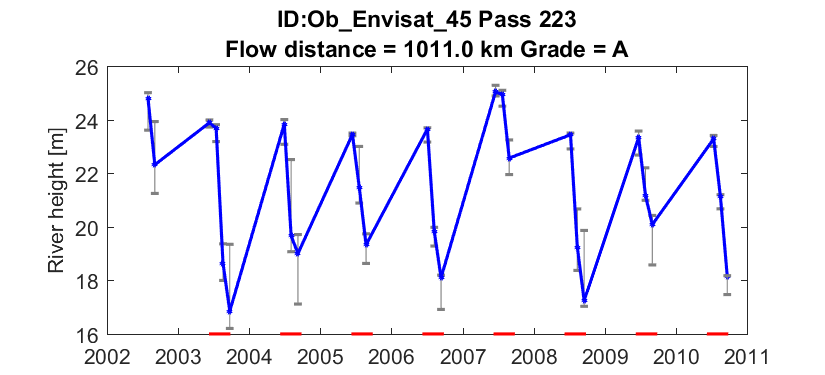 ID:Ob_Envisat_45 Pass 223
Flow distance = 1011.0 km Grade = A
River height [m]
26
24
22
20
18
16
2002 2003 2004 2005 2006 2007 2008 2009 2010 2011